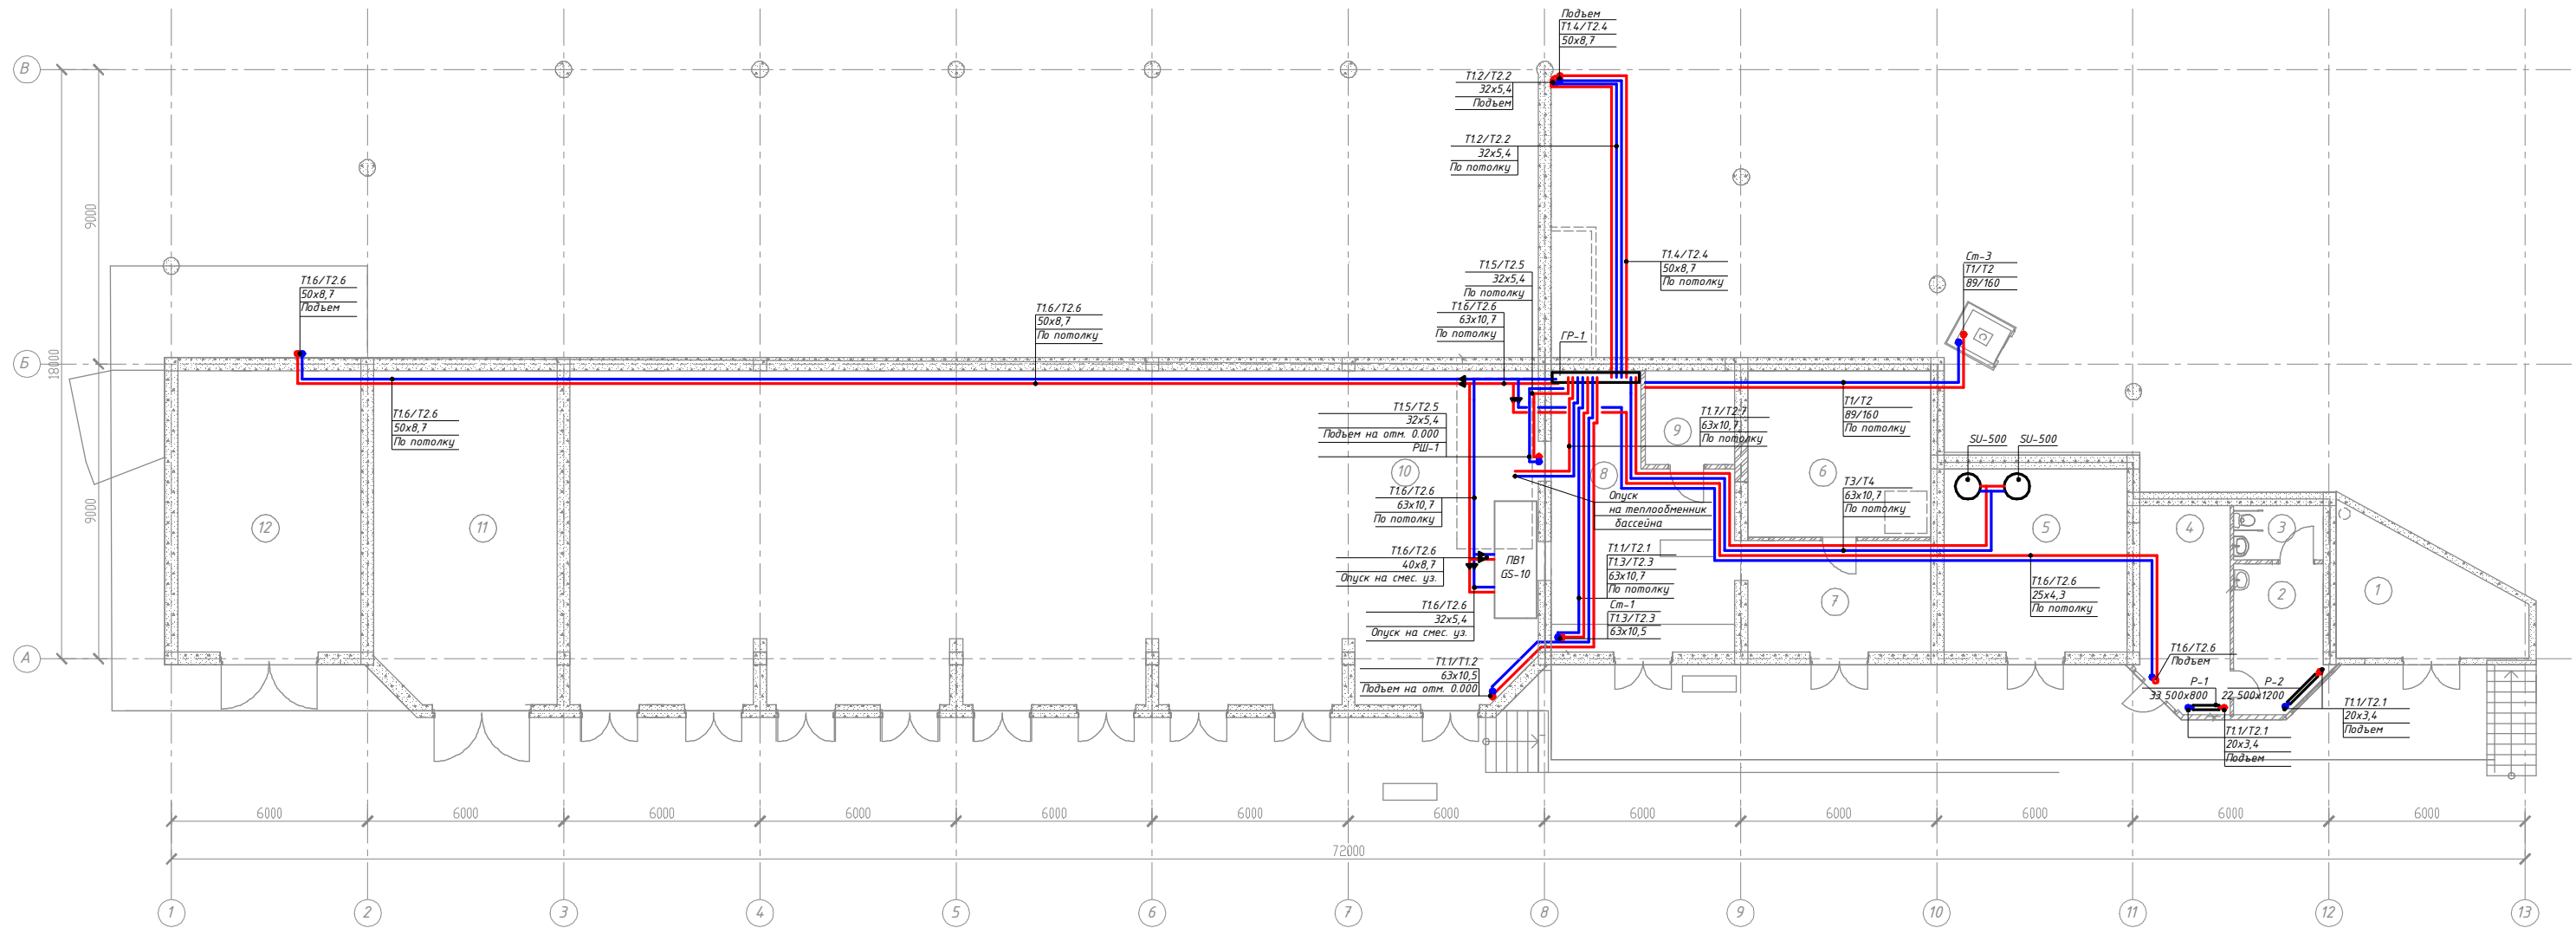 Подъем
Т1.4/Т2.4
50х8,7
В
Т1.2/Т2.2
32х5,4
Подъем
Т1.2/Т2.2
32х5,4
По потолку
9000
18000
9000
Т1.4/Т2.4
50х8,7
По потолку
Ст-3
Т1/Т2
89/160
Т1.5/Т2.5
32х5,4
По потолку
Т1.6/Т2.6
63х10,7
По потолку
Т1.6/Т2.6
50х8,7
Подъем
Т1.6/Т2.6
50х8,7
По потолку
ГР-1
Б
Т1.6/Т2.6
50х8,7
По потолку
Т1.5/Т2.5
32х5,4
Подъем на отм. 0.000
РШ-1
Т1.7/Т2.7
63х10,7
По потолку
Т1/Т2
89/160
По потолку
SU-500
SU-500
9
10
8
6
Т1.6/Т2.6
63х10,7
По потолку
Опуск
на теплообменник
бассейна
Т3/Т4
63х10,7
По потолку
12
11
5
4
3
Т1.6/Т2.6
40х8,7
Опуск на смес. уз.
ПВ1
GS-10
Т1.1/Т2.1
Т1.3/Т2.3
63х10,7
По потолку
Т1.6/Т2.6
25х4,3
По потолку
7
2
1
Т1.6/Т2.6
32х5,4
Опуск на смес. уз.
Ст-1
Т1.3/Т2.3
63х10,5
А
Т1.1/Т1.2
63х10,5
Подъем на отм. 0.000
Т1.6/Т2.6
Подъем
Р-1
33 500х800
Р-2
22 500х1200
Т1.1/Т2.1
20х3,4
Подъем
Т1.1/Т2.1
20х3,4
Подъем
6000
6000
6000
6000
6000
6000
6000
6000
6000
6000
6000
6000
72000
1
2
3
4
5
6
7
8
9
10
11
12
13